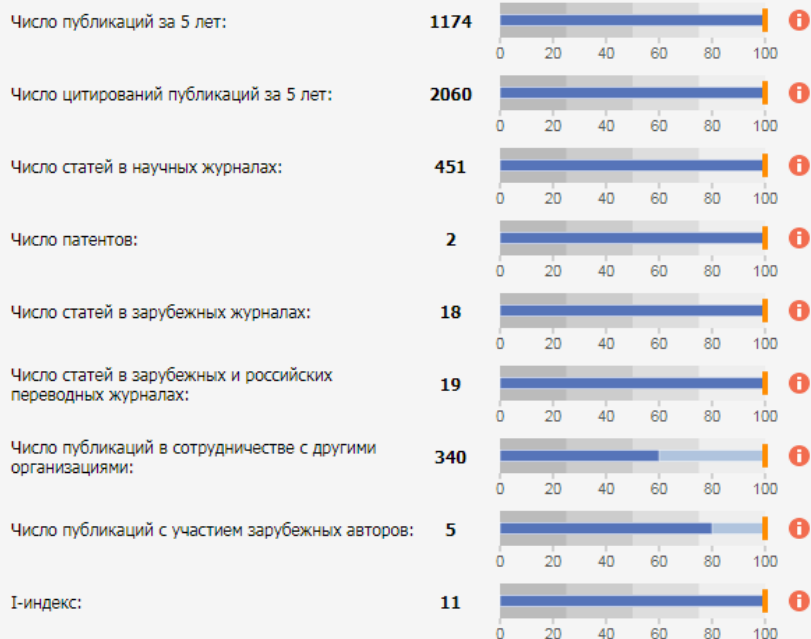 Число публикаций за 5 лет: 1174
0 20 40 60 80 100
Число цитирований публикаций за 5 лет: 2060
0 20 40 60 80 100
Число статей в научных журналах: 451
0 20 40 60 80 100
Число патентов: 2
0 20 40 60 80 100
Число статей в зарубежных журналах: 18
0 20 40 60 80 100
Число статей в зарубежных и российских
переводных журналах: 19
0 20 40 60 80 100
Число публикаций в сотрудничестве с другими
организациями: 340
0 20 40 60 80 100
Число публикаций с участием зарубежных авторов: 5
0 20 40 60 80 100
I-индекс: 11
0 20 40 60 80 100